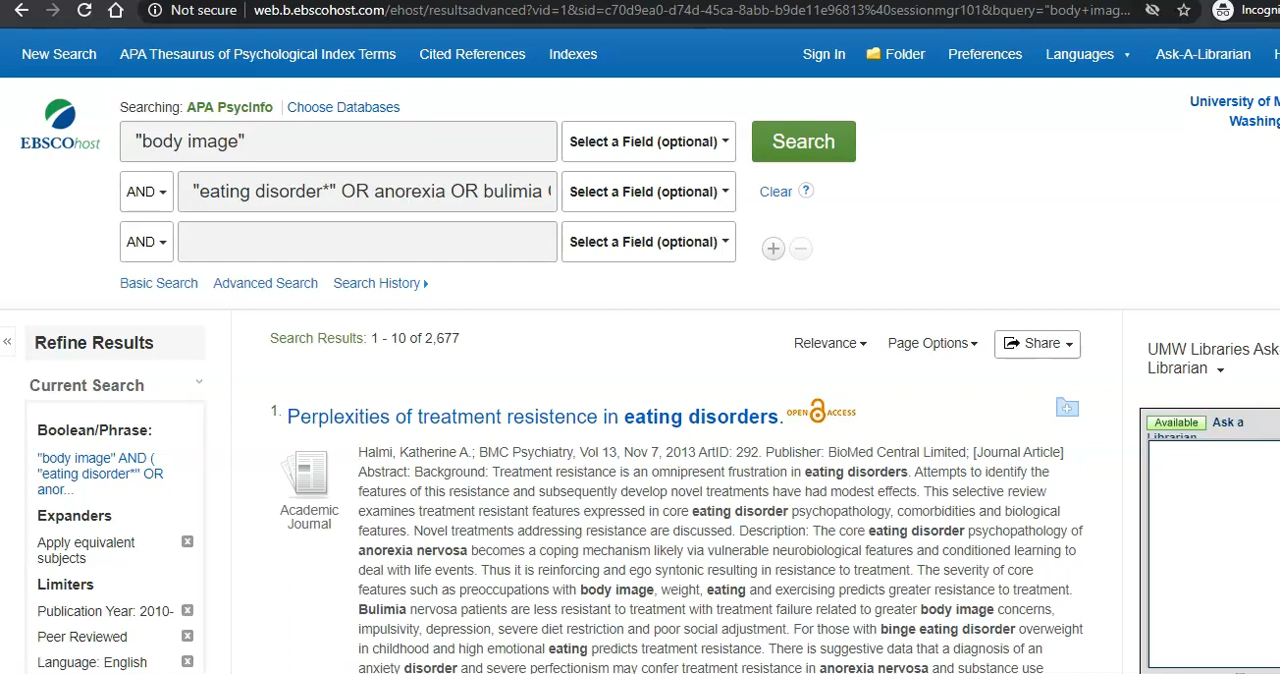 Not secure web.b.ebscohost.com/ehost/resultsadvanced?vid=1&sid=c70d9ea0-d74d-45ca-8abb-b9de11e96813%40sessionmgr101&bquery="body+imag... Incogni
New Search APA Thesaurus of Psychological Index Terms Cited References Indexes Sign In Folder Preferences Languages Ask-A-Librarian H
EBSCOhost
Searching: APA PsycInfo Choose Databases
University of M
Washing
"body image" Select a Field (optional) Search
AND "eating disorder*" OR anorexia OR bulimia Select a Field (optional) Clear ?
AND Select a Field (optional)
Basic Search Advanced Search Search History
« Refine Results
Current Search
Boolean/Phrase:
"body image" AND (
"eating disorder*" OR
anor...
Expanders
Apply equivalent
subjects
Limiters
Publication Year: 2010-
Peer Reviewed
Language: English
Search Results: 1 - 10 of 2,677
Relevance Page Options Share
1. Perplexities of treatment resistence in eating disorders. OPEN ACCESS
Academic
Journal
Halmi, Katherine A.; BMC Psychiatry, Vol 13, Nov 7, 2013 ArtID: 292. Publisher: BioMed Central Limited; [Journal Article]
Abstract: Background: Treatment resistance is an omnipresent frustration in eating disorders. Attempts to identify the
features of this resistance and subsequently develop novel treatments have had modest effects. This selective review
examines treatment resistant features expressed in core eating disorder psychopathology, comorbidities and biological
features. Novel treatments addressing resistance are discussed. Description: The core eating disorder psychopathology of
anorexia nervosa becomes a coping mechanism likely via vulnerable neurobiological features and conditioned learning to
deal with life events. Thus it is reinforcing and ego syntonic resulting in resistance to treatment. The severity of core
features such as preoccupations with body image, weight, eating and exercising predicts greater resistance to treatment.
Bulimia nervosa patients are less resistant to treatment with treatment failure related to greater body image concerns,
impulsivity, depression, severe diet restriction and poor social adjustment. For those with binge eating disorder overweight
in childhood and high emotional eating predicts treatment resistance. There is suggestive data that a diagnosis of an
anxiety disorder and severe perfectionism may confer treatment resistance in anorexia nervosa and substance use
UMW Libraries Ask
Librarian
Available Ask a
Librarian